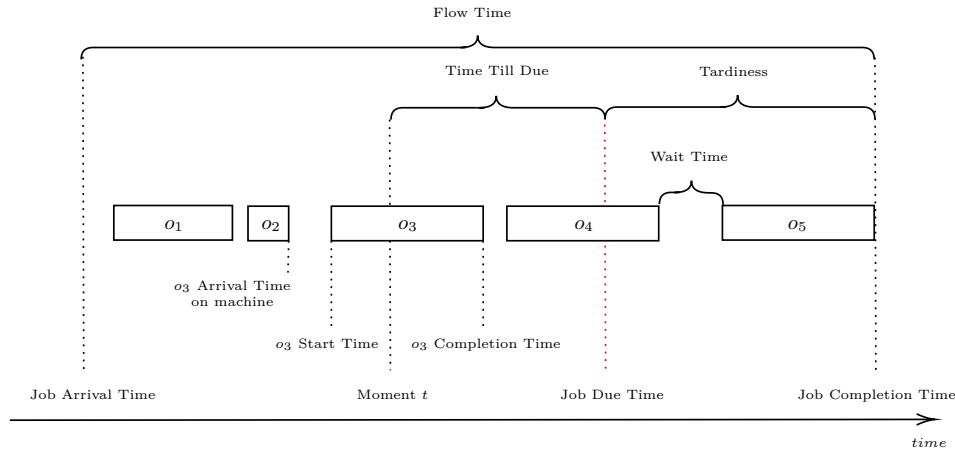 Flow Time
Time Till Due
Tardiness
Wait Time
o1
o2
o3
o4
o5
o3 Arrival Time
on machine
o3 Start Time
o3 Completion Time
Job Arrival Time
Moment t
Job Due Time
Job Completion Time
time